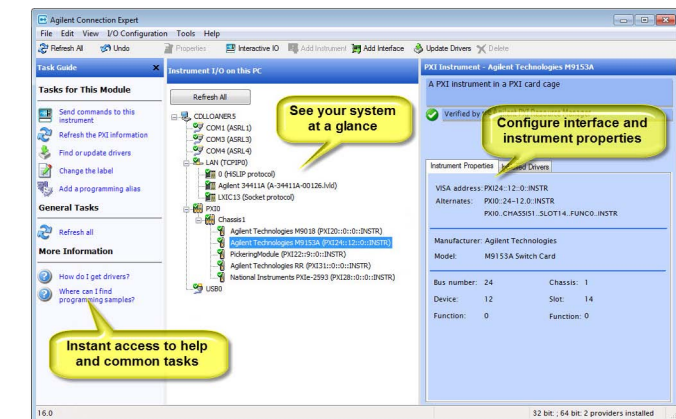 Agilent Connection Expert
File Edit View I/O Configuration Tools Help
Refresh All Undo Properties Interactive IO Add Instrument Add Interface Update Drivers Delete
Task Guide
Tasks for This Module
Send commands to this
instrument
Refresh the PXI information
Find or update drivers
Change the label
Add a programming alias
General Tasks
Refresh all
More Information
How do I get drivers?
Where can I find
programming samples?
Instant access to help
and common tasks
Instrument I/O on this PC
Refresh All
CDLLOANER5
COM1 (ASRL1)
COM3 (ASRL3)
COM4 (ASRL4)
LAN (TCPIP0)
0 (HiSLIP protocol)
Agilent 34411A (A-34411A-00126.lvld)
LXIC13 (Socket protocol)
PXI0
Chassis1
Agilent Technologies M9018 (PXI20::0::0::INSTR)
Agilent Technologies M9153A (PXI24::12::0::INSTR)
PickeringModule (PXI22::9::0::INSTR)
Agilent Technologies RR (PXI31::0::0::INSTR)
National Instruments PXIe-2593 (PXI28::0::0::INSTR)
USB0
See your system
at a glance
PXI Instrument - Agilent Technologies M9153A
A PXI instrument in a PXI card cage
Verified by
Configure interface and
instrument properties
Instrument Properties Installed Drivers
VISA address: PXI24::12::0::INSTR
Alternates: PXI0::24-12.0::INSTR
PXI0::CHASSIS1::SLOT14::FUNC0::INSTR
Manufacturer: Agilent Technologies
Model: M9153A Switch Card
Bus number: 24 Chassis: 1
Device: 12 Slot: 14
Function: 0 Function: 0
16.0
32 bit: ; 64 bit: 2 providers installed